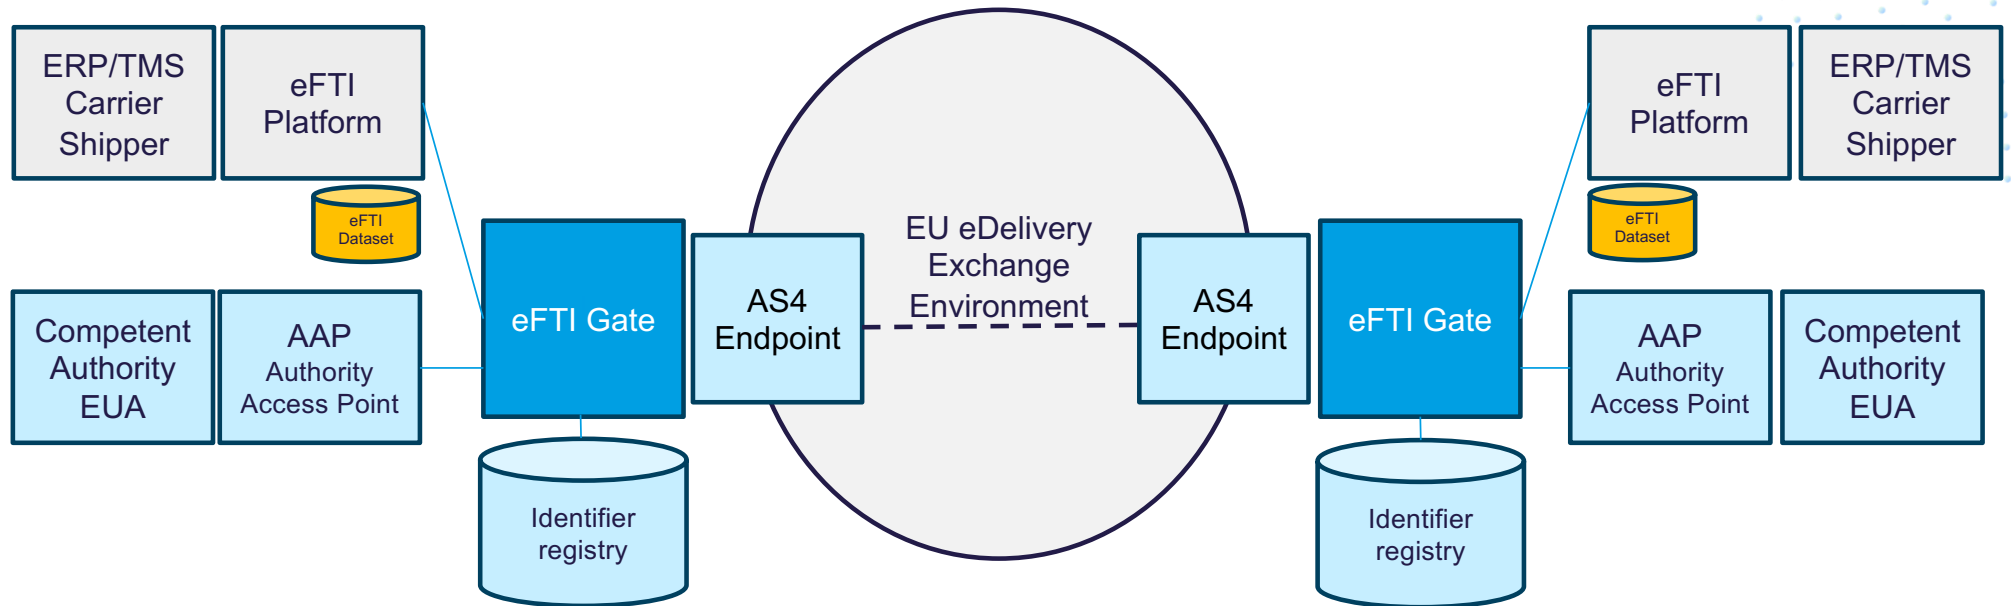 ERP/TMS
Carrier
Shipper
eFTI
Platform
eFTI
Dataset
Competent
Authority
EUA
AAP
Authority
Access Point
eFTI Gate
Identifier
registry
AS4
Endpoint
EU eDelivery
Exchange
Environment
AS4
Endpoint
eFTI Gate
Identifier
registry
eFTI
Platform
eFTI
Dataset
ERP/TMS
Carrier
Shipper
AAP
Authority
Access Point
Competent
Authority
EUA